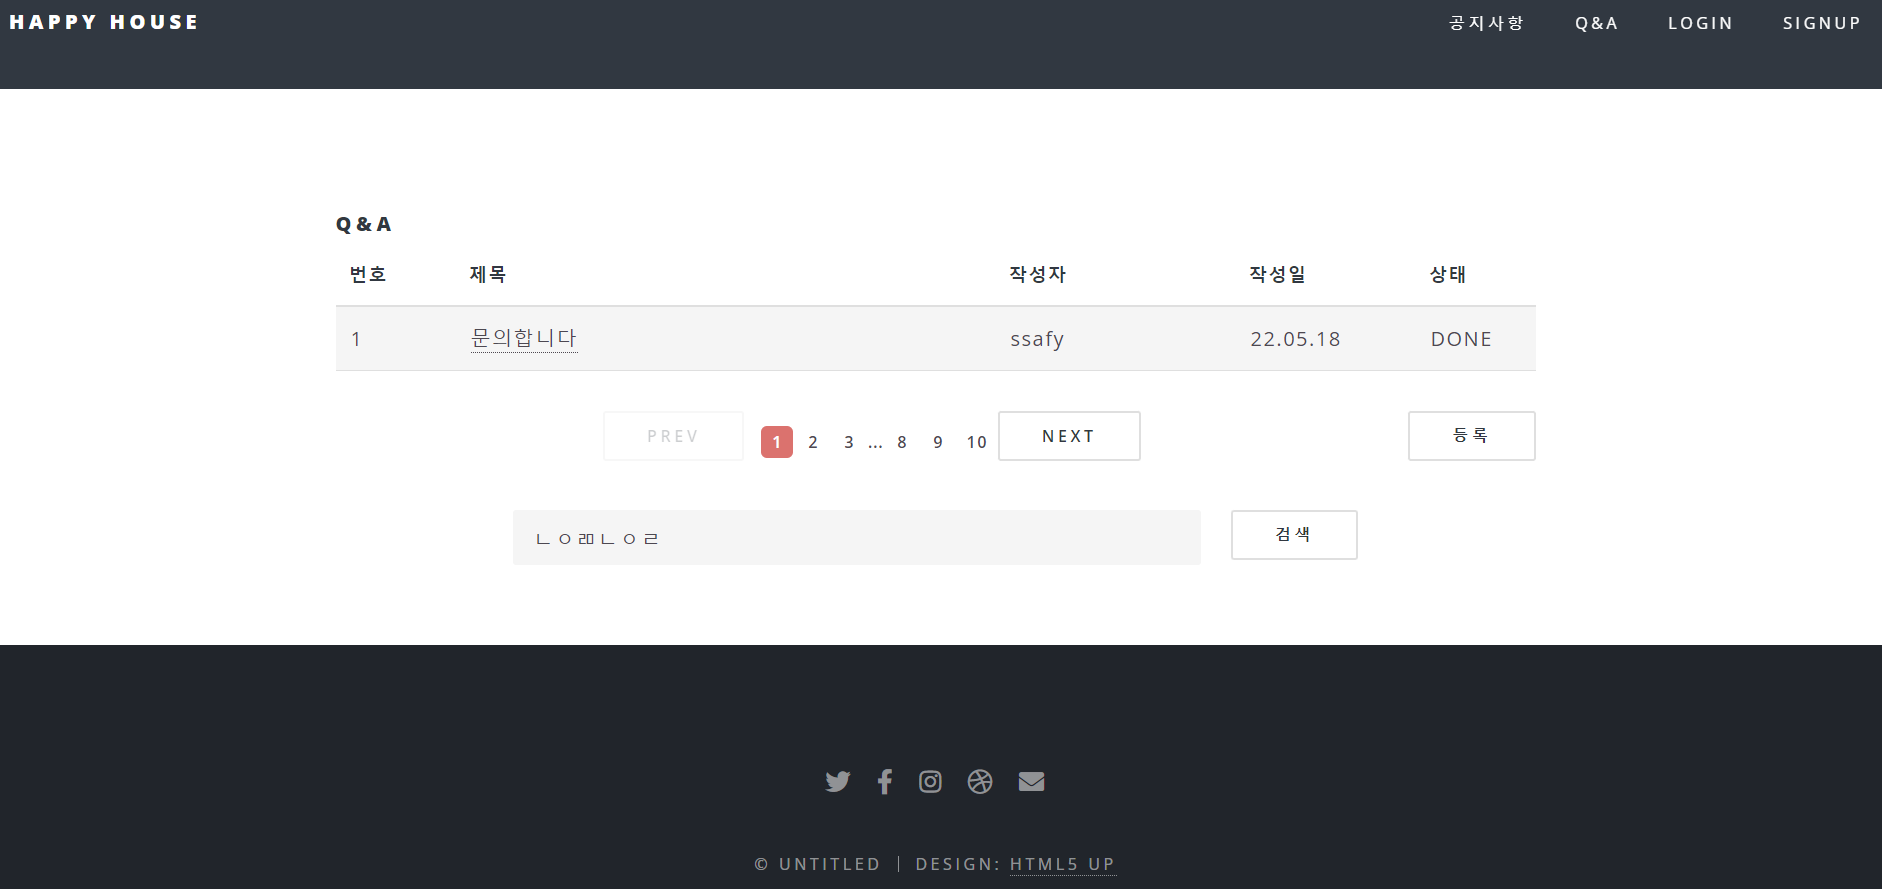 HAPPY HOUSE 공지사항 Q&A LOGIN SIGNUP
Q&A
번호 제목 작성자 작성일 상태
1 문의합니다 ssafy 22.05.18 DONE
PREV 1 2 3 ... 8 9 10 NEXT 등록
ㄴㅇㄻㄴㅇㄹ 검색
© UNTITLED | DESIGN: HTML5 UP